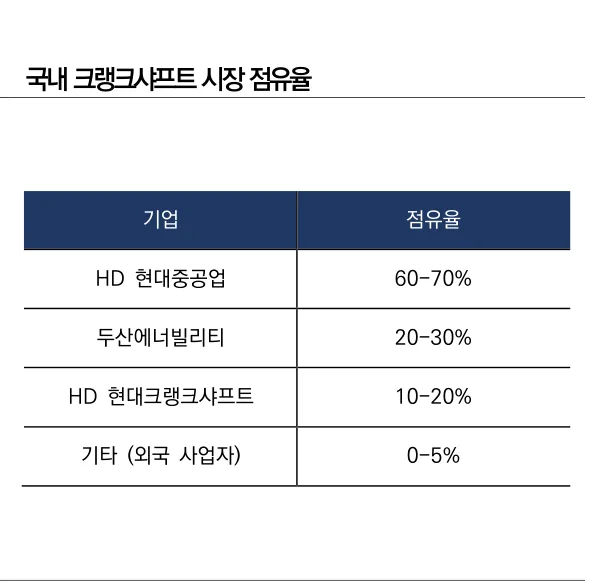 국내 크랭크샤프트 시장 점유율
기업 점유율
HD 현대중공업 60-70%
두산에너빌리티 20-30%
HD 현대크랭크샤프트 10-20%
기타 (외국 사업자) 0-5%